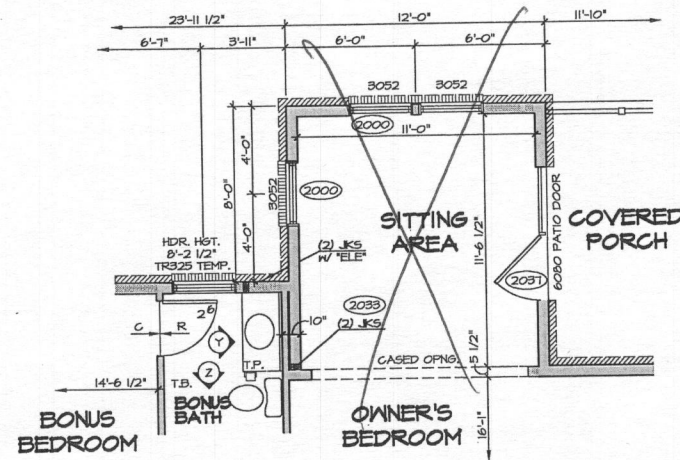 23'-11 1/2"
12'-0"
11'-10"
6'-7"
3'-11"
6'-0"
6'-0"
3052
3052
2000
11'-0"
4'-0"
8'-0"
3052
2000
4'-0"
SITTING
AREA
11'-6 1/2"
6080 PATIO DOOR
COVERED
PORCH
HDR. HGT.
8'-2 1/2"
TR325 TEMP.
(2) JKS
W/ "ELE"
2037
2033
26
10"
(2) JKS
C
R
Y
Z
T.P.
CASED OPNG.
5 1/2"
14'-6 1/2"
T.B.
BONUS
BATH
BONUS
BEDROOM
OWNER'S
BEDROOM
16'-1"